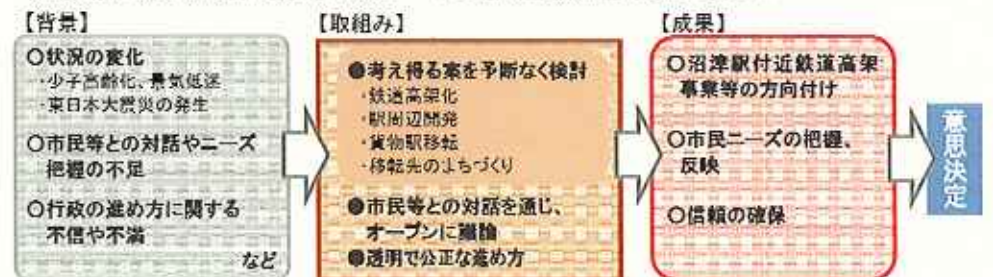 【背景】
○状況の変化
・少子高齢化、景気低迷
・東日本大震災の発生
○市民等との対話やニーズ
把握の不足
○行政の進め方に関する
不信や不満
など
【取組み】
●考え得る案を予断なく検討
・鉄道高架化
・駅周辺開発
・貨物駅移転
・移転先のまちづくり
●市民等との対話を通じ、
オープンに議論
●透明で公正な進め方
【成果】
○沼津駅付近鉄道高架
事業等の方向付け
○市民ニーズの把握、
反映
○信頼の確保
意思決定